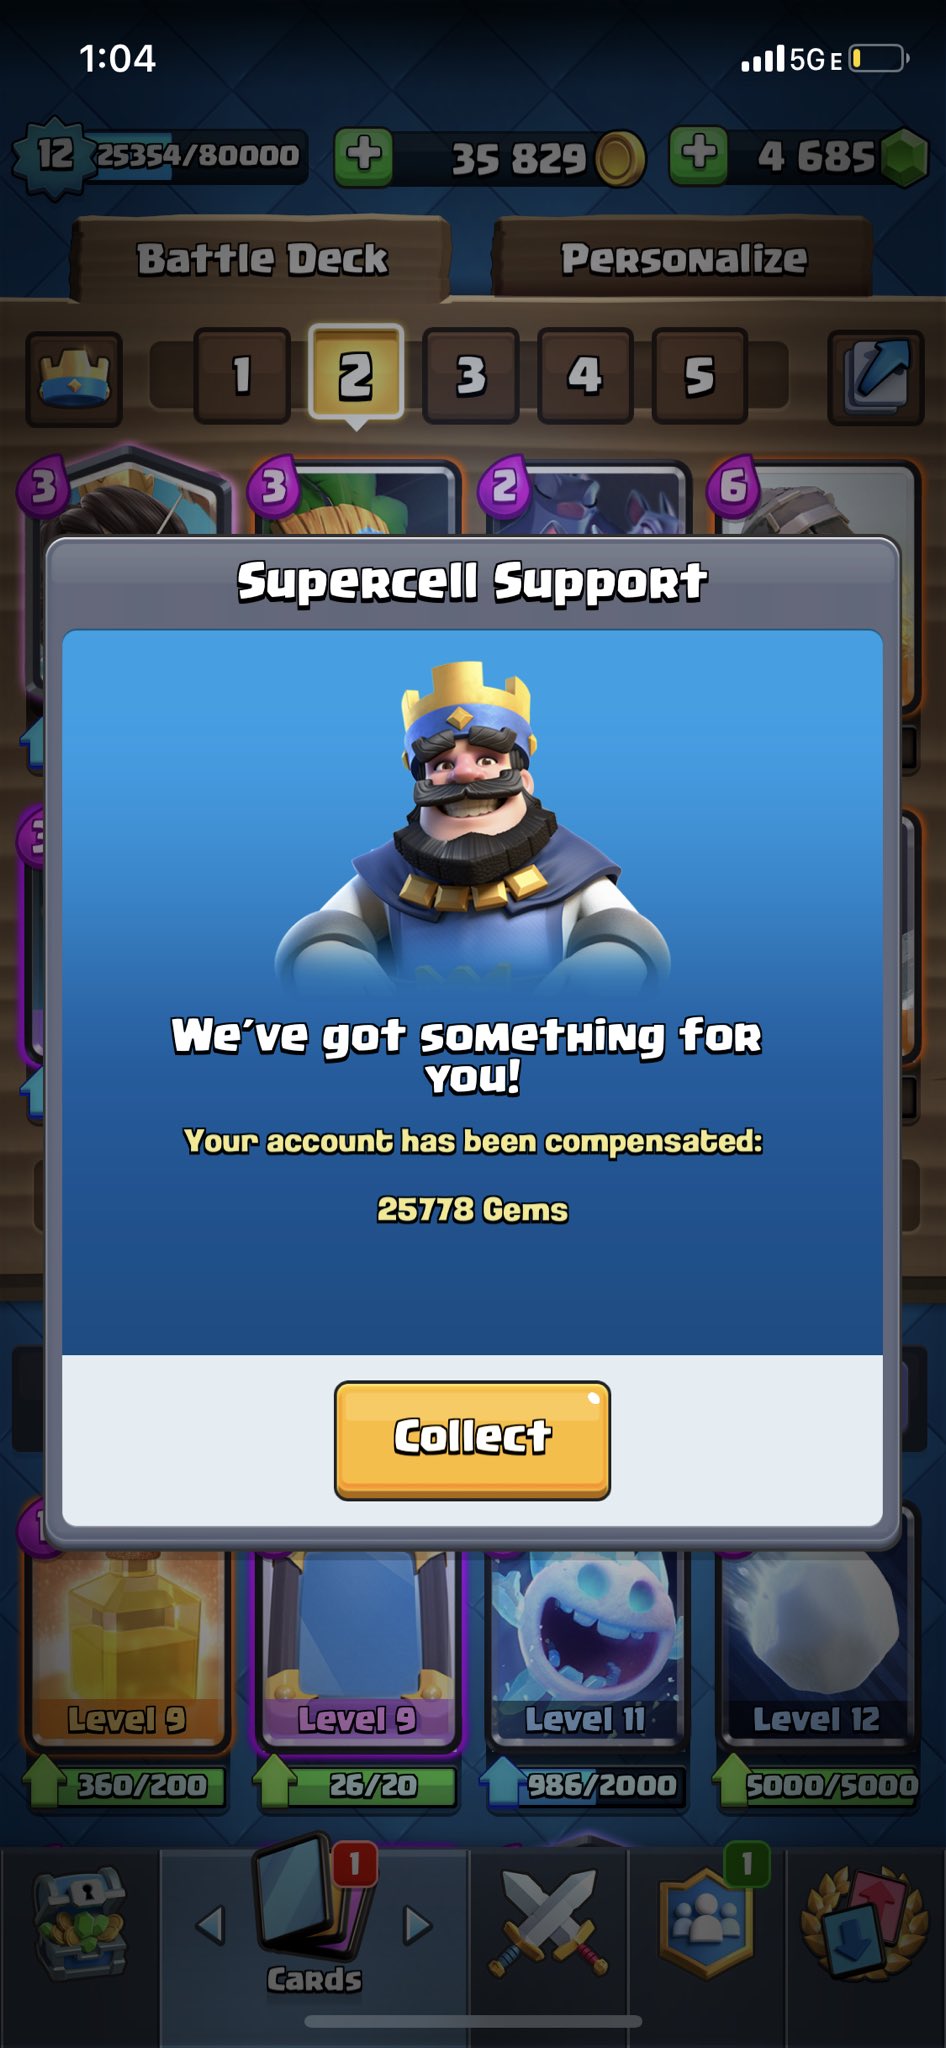 1:04
5G E
12 25354/80000
35 829
4 685
Battle Deck
Personalize
1 2 3 4 5
3 3 2 6
Supercell Support
We've got something for
you!
Your account has been compensated:
25778 Gems
Collect
Level 9 Level 9 Level 11 Level 12
360/200 26/20 986/2000 5000/5000
1 1
Cards